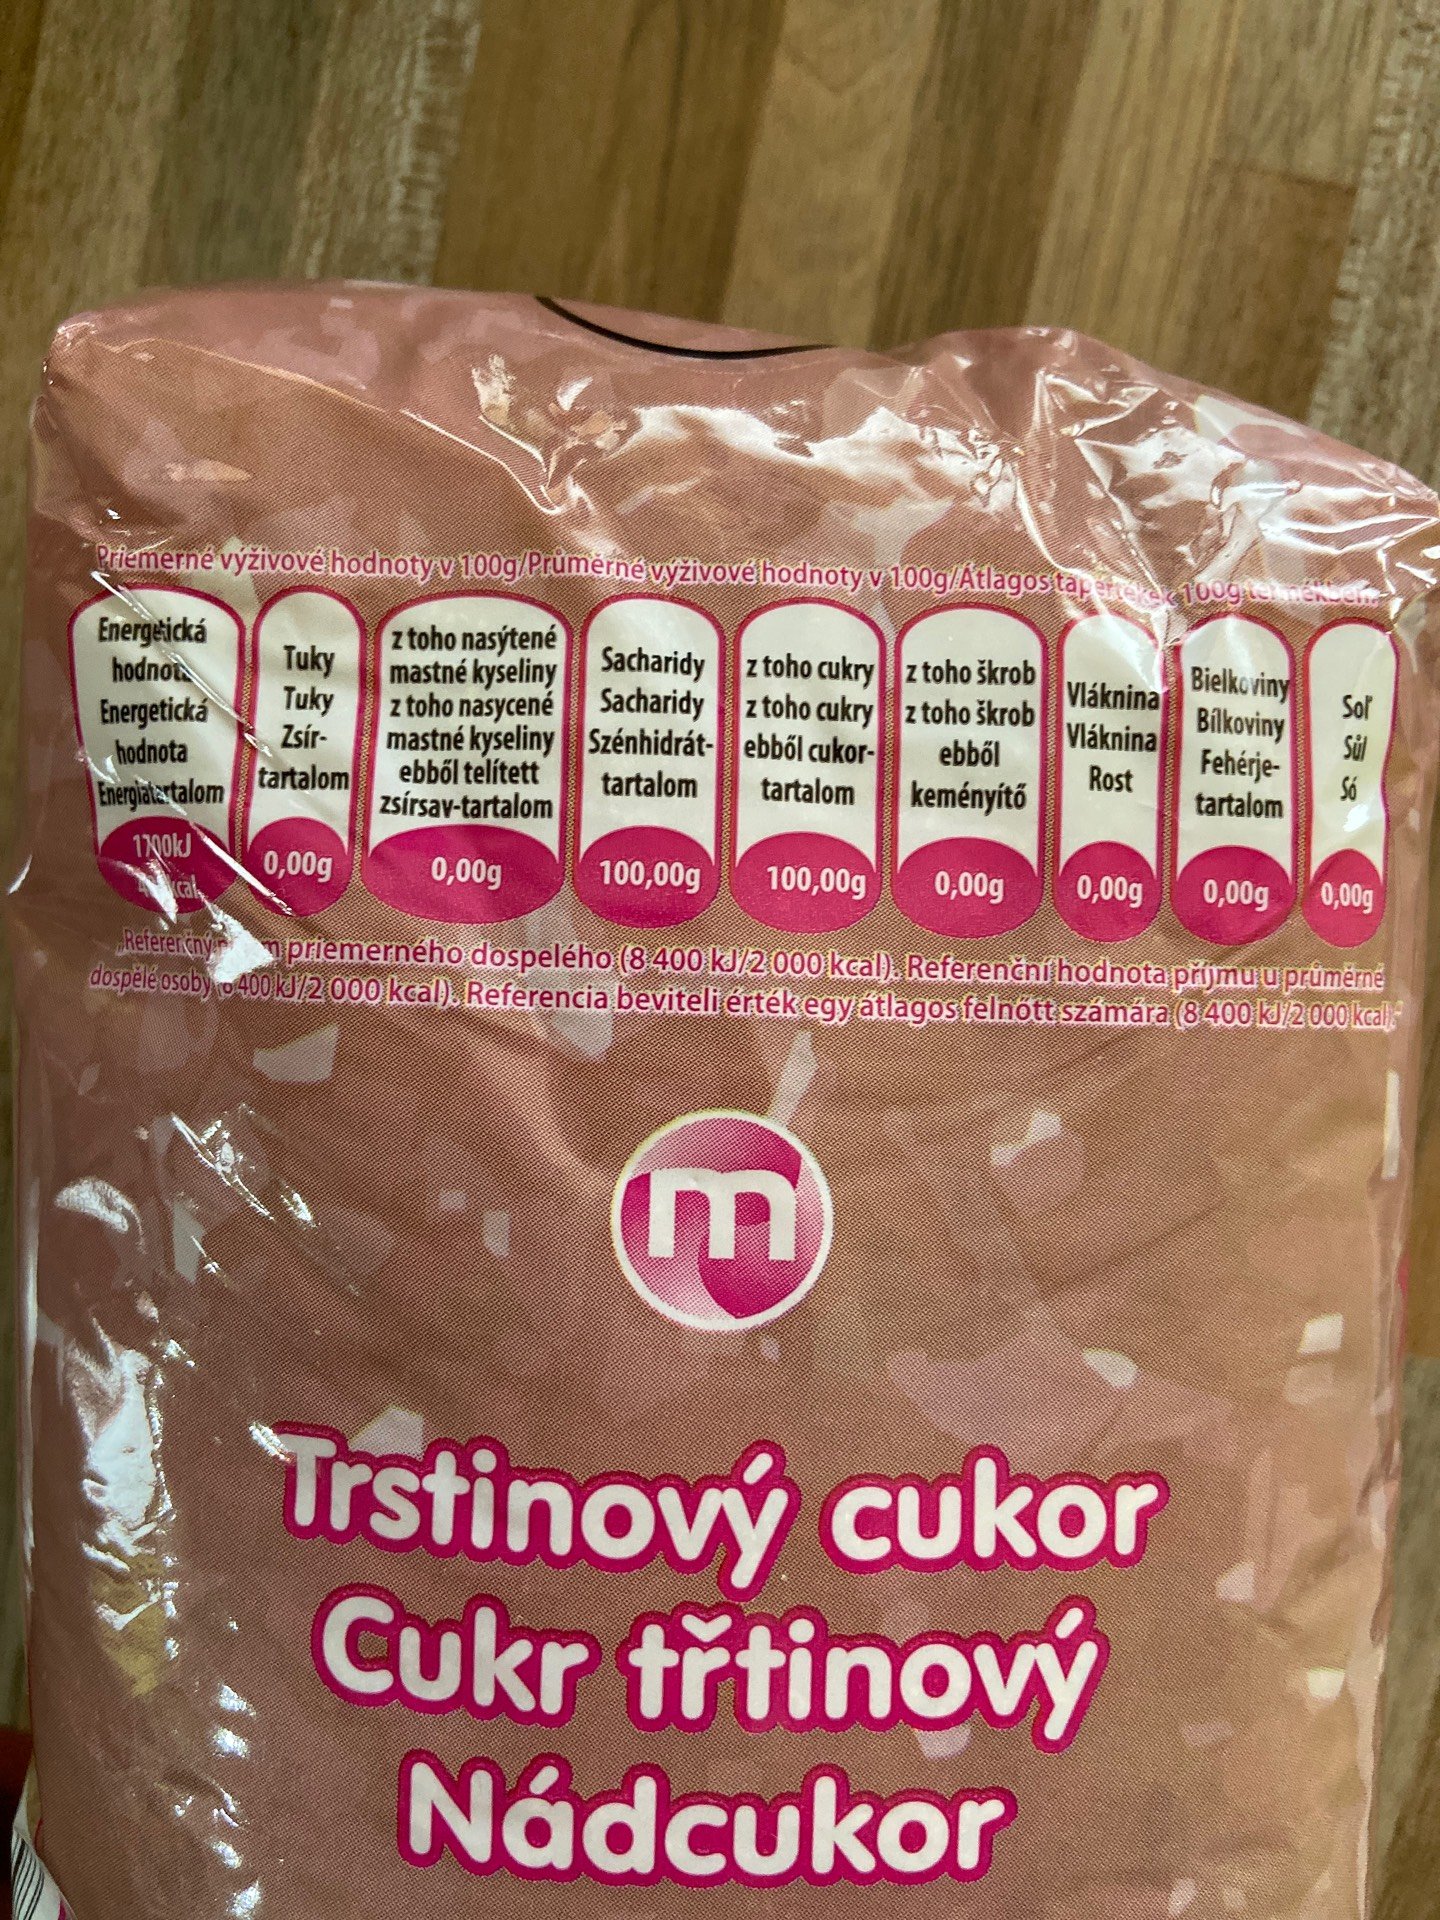 Priemerné výživové hodnoty v 100g/Průměrné výživové hodnoty v 100g/Átlagos tápértékek 100g termékben:
Energetická
hodnota
Energetická
hodnota
Energiatartalom
1700kJ
kcal
Tuky
Tuky
Zsír-
tartalom
0,00g
z toho nasýtené
mastné kyseliny
z toho nasycené
mastné kyseliny
ebből telített
zsírsav-tartalom
0,00g
Sacharidy
Sacharidy
Szénhidrát-
tartalom
100,00g
z toho cukry
z toho cukry
ebből cukor-
tartalom
100,00g
z toho škrob
z toho škrob
ebből
keményítő
0,00g
Vláknina
Vláknina
Rost
0,00g
Bielkoviny
Bílkoviny
Fehérje-
tartalom
0,00g
Soľ
Sůl
Só
0,00g
„Referenčný priemerného dospelého (8 400 kJ/2 000 kcal). Referenční hodnota příjmu u průměrné
dospělé osoby (8 400 kJ/2 000 kcal). Referencia beviteli érték egy átlagos felnőtt számára (8 400 kJ/2 000 kcal)."
m
Trstinový cukor
Cukr třtinový
Nádcukor